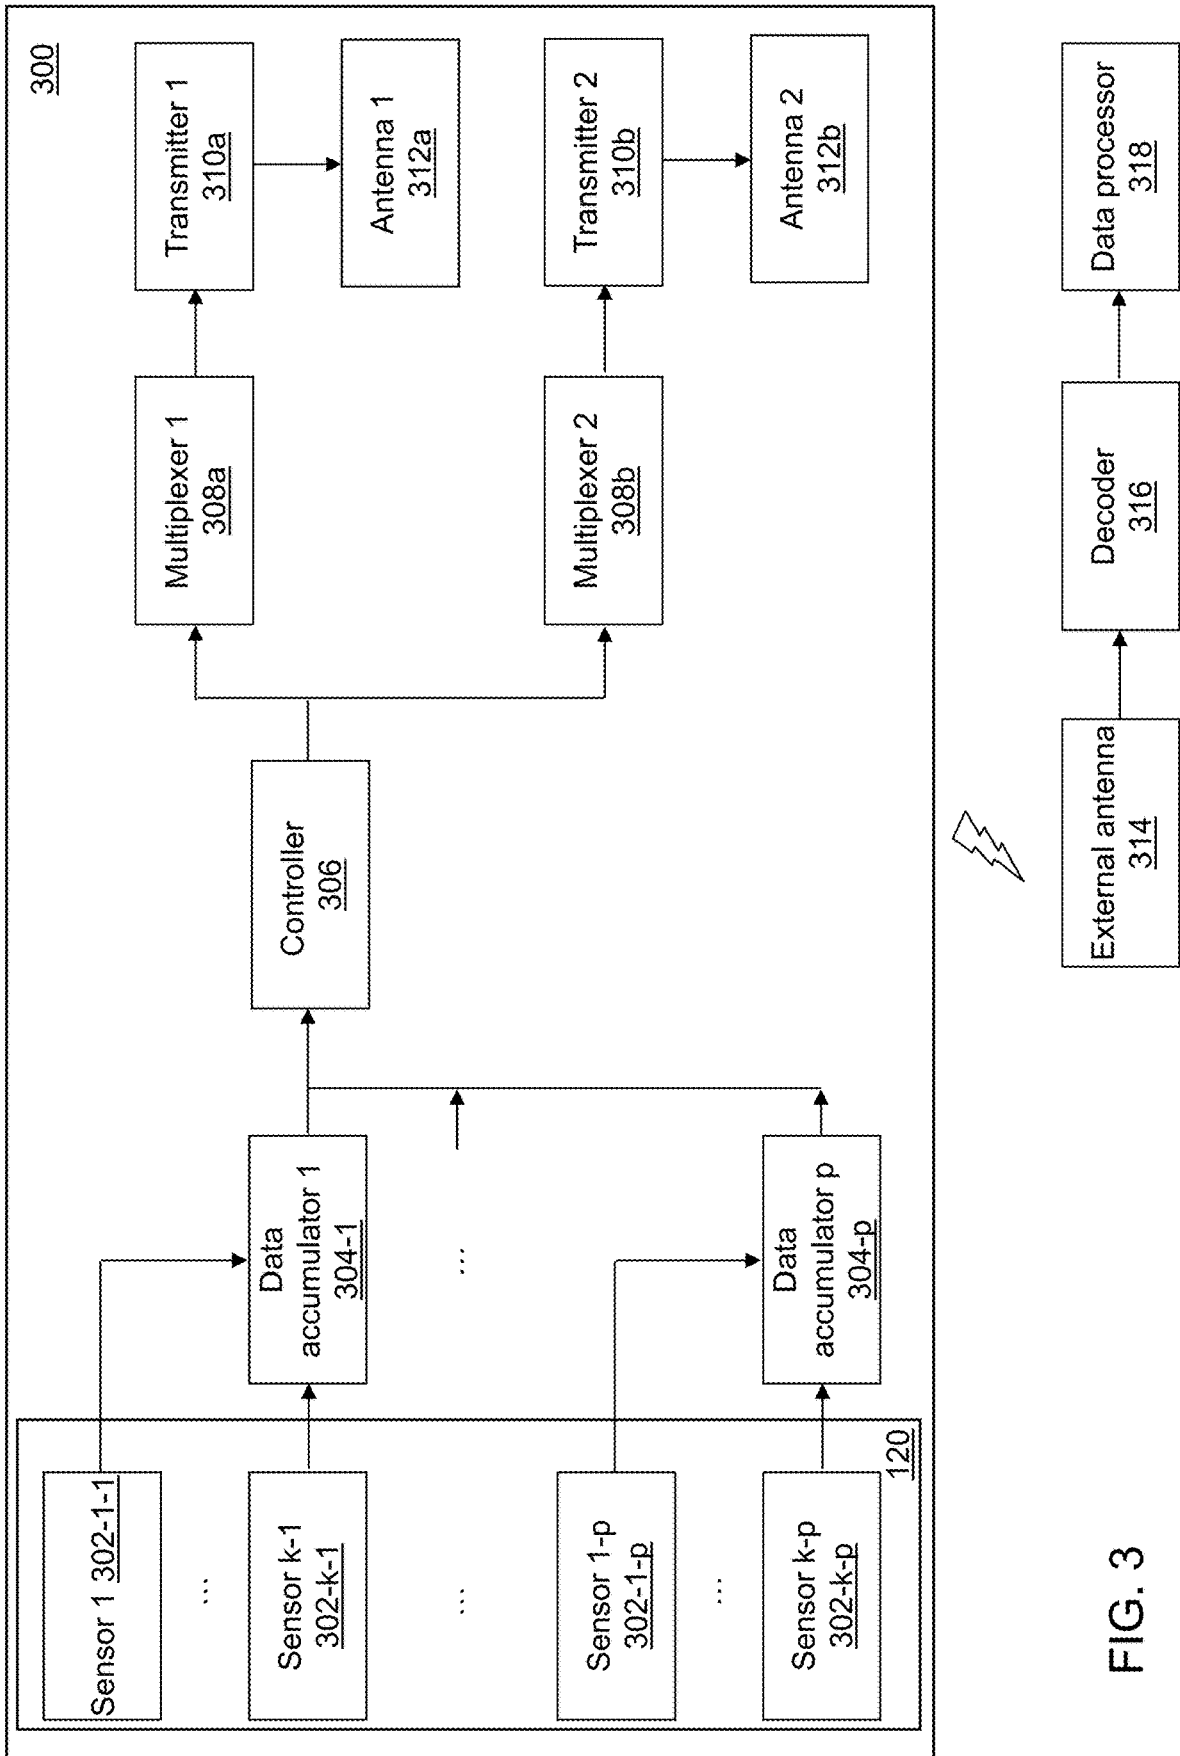 300
Sensor 1 302-1-1
...
Sensor k-1
302-k-1
...
Sensor 1-p
302-1-p
...
Sensor k-p
302-k-p
120
Data
accumulator 1
304-1
...
Data
accumulator p
304-p
Controller
306
Multiplexer 1
308a
Multiplexer 2
308b
Transmitter 1
310a
Antenna 1
312a
Transmitter 2
310b
Antenna 2
312b
External antenna
314
Decoder
316
Data processor
318
FIG. 3